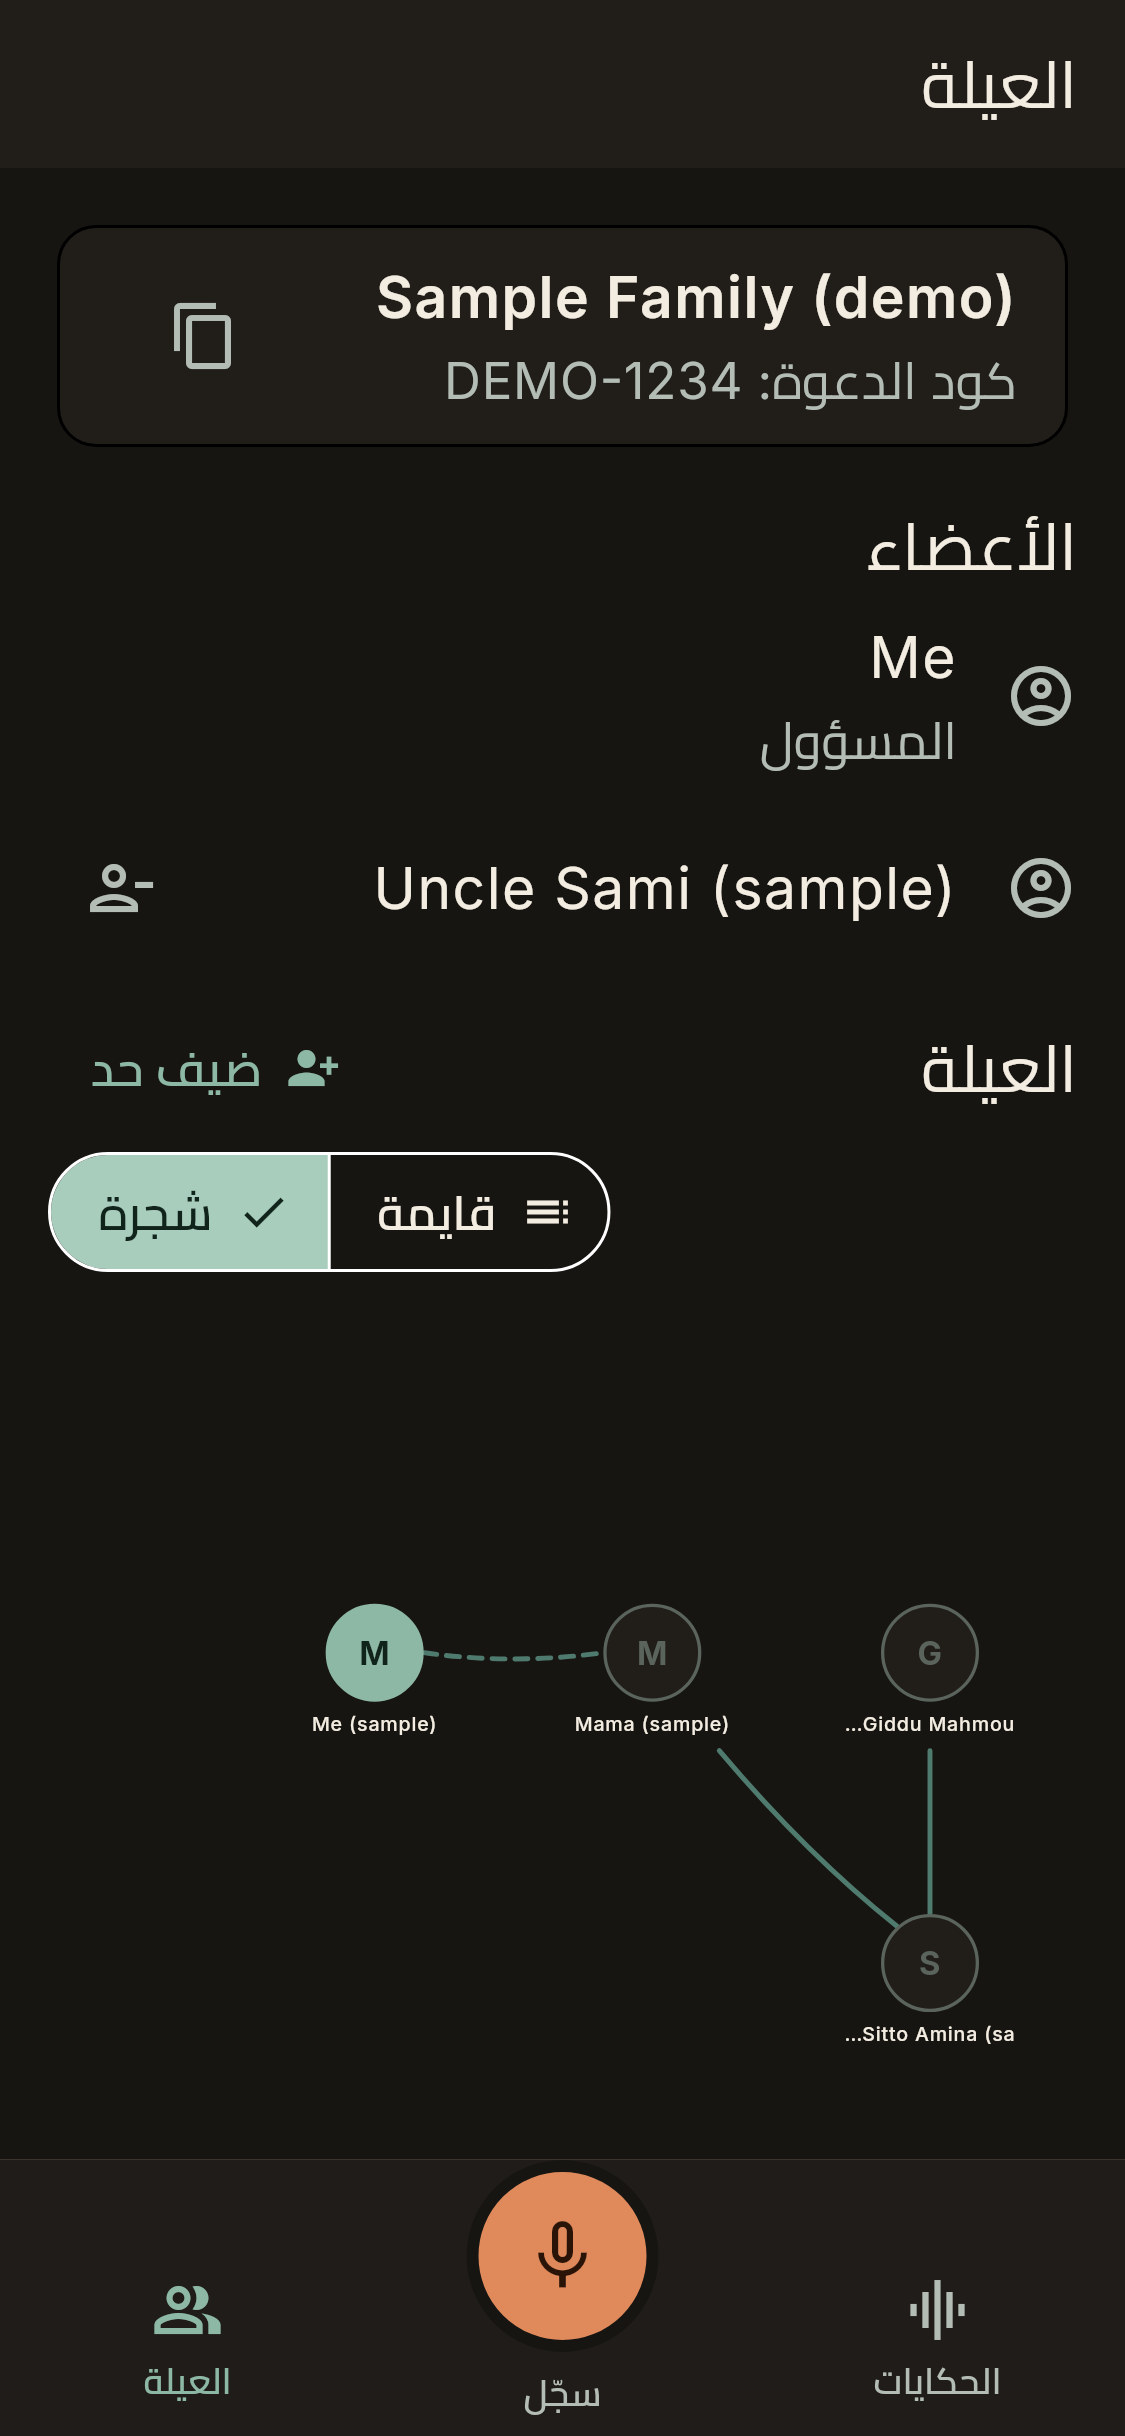 العيلة
Sample Family (demo)
كود الدعوة: DEMO-1234
الأعضاء
Me
المسؤول
Uncle Sami (sample)
العيلة
ضيف حد
قايمة
شجرة
G
M
M
...Giddu Mahmou
Mama (sample)
Me (sample)
S
...Sitto Amina (sa
الحكايات
سجّل
العيلة